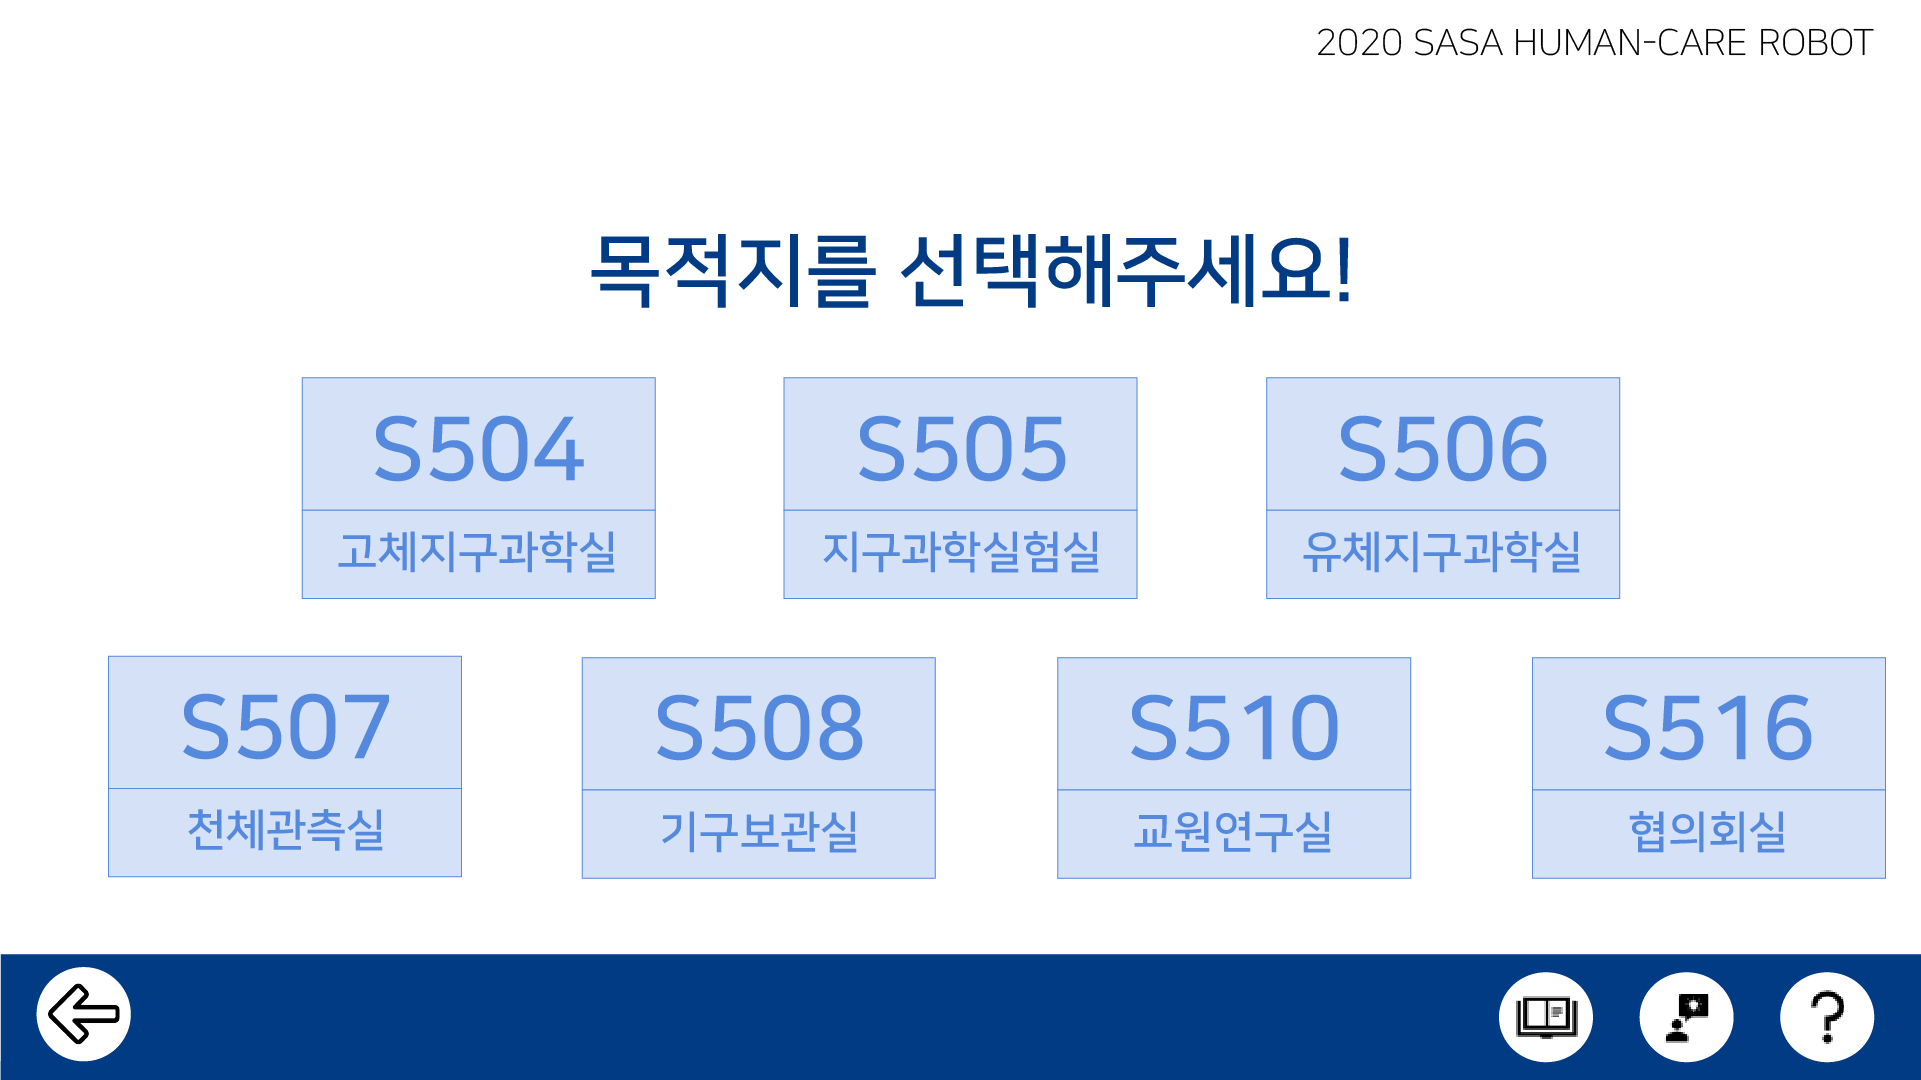 2020 SASA HUMAN-CARE ROBOT
목적지를 선택해주세요!
S504
고체지구과학실
S505
지구과학실험실
S506
유체지구과학실
S507
천체관측실
S508
기구보관실
S510
교원연구실
S516
협의회실
?